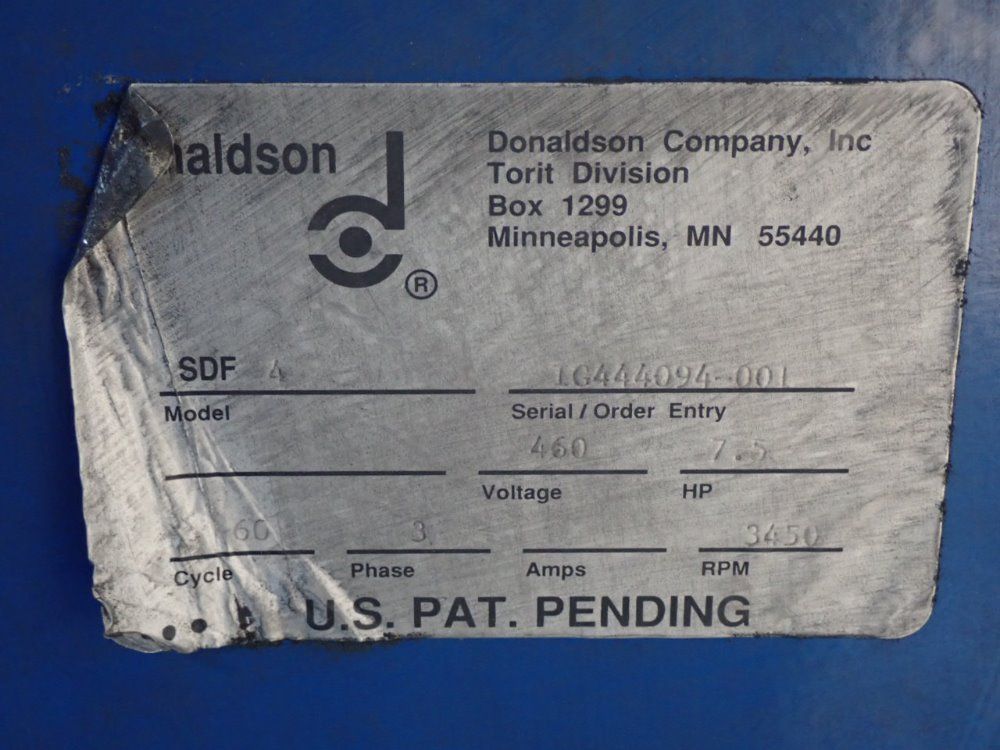 naldson
Donaldson Company, Inc
Torit Division
Box 1299
Minneapolis, MN 55440
®
SDF 4
LG444094-001
Model
Serial / Order Entry
460
7.5
Voltage
HP
60
3
3450
Cycle
Phase
Amps
RPM
U.S. PAT. PENDING